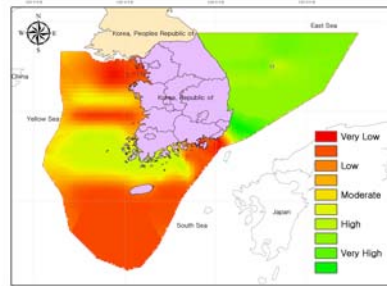 East Sea
Korea, Peoples Republic of
N
W
E
S
China
Korea, Republic of
Yellow Sea
Very Low
Low
Moderate
High
Very High
Japan
South Sea